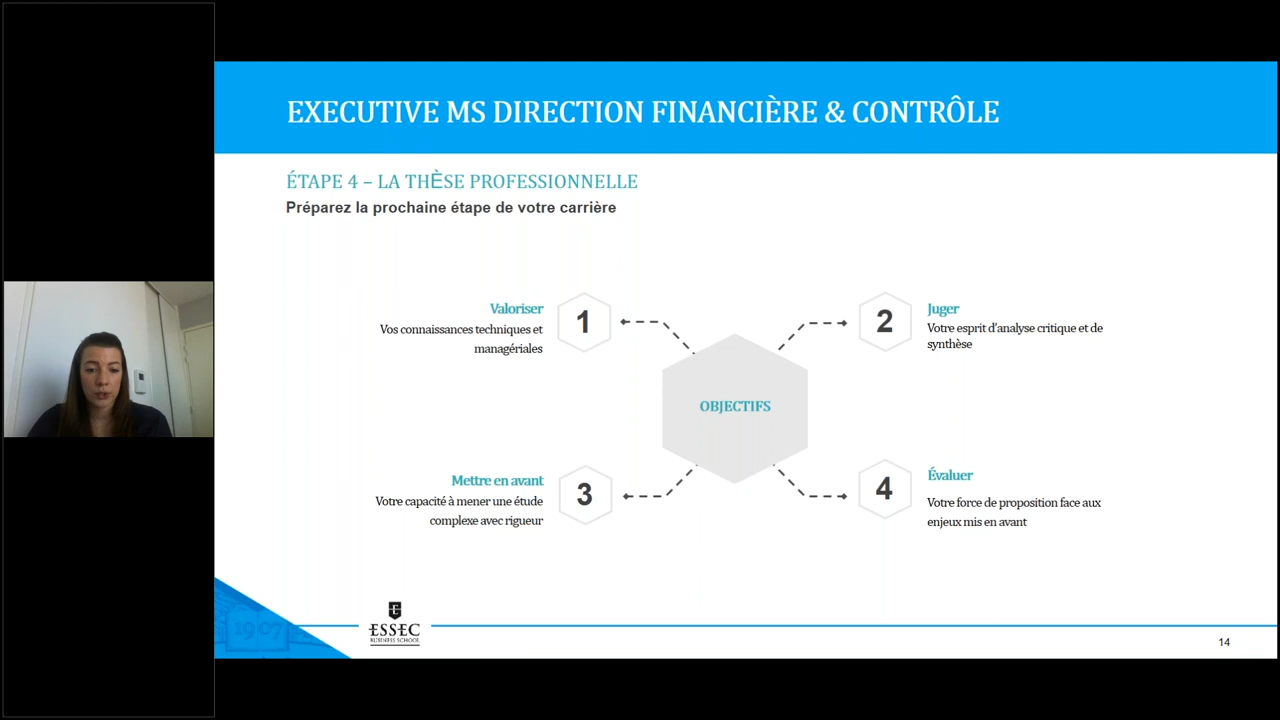 EXECUTIVE MS DIRECTION FINANCIÈRE & CONTRÔLE
ÉTAPE 4 – LA THÈSE PROFESSIONNELLE
Préparez la prochaine étape de votre carrière
Valoriser
Vos connaissances techniques et
managériales
1
2
Juger
Votre esprit d'analyse critique et de
synthèse
OBJECTIFS
Mettre en avant
Votre capacité à mener une étude
complexe avec rigueur
3
4
Évaluer
Votre force de proposition face aux
enjeux mis en avant
1907
ESSEC
BUSINESS SCHOOL
14